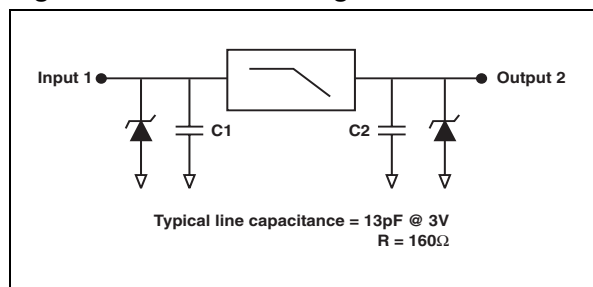 Input 1
Output 2
C1
C2
Typical line capacitance = 13pF @ 3V
R = 160Ω